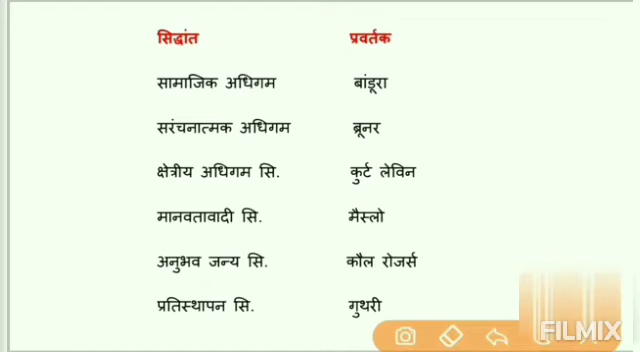 सिद्धांत प्रवर्तक
सामाजिक अधिगम बांडूरा
सरंचनात्मक अधिगम ब्रूनर
क्षेत्रीय अधिगम सि. कुर्ट लेविन
मानवतावादी सि. मैस्लो
अनुभव जन्य सि. कौल रोजर्स
प्रतिस्थापन सि. गुथरी
FILMIX